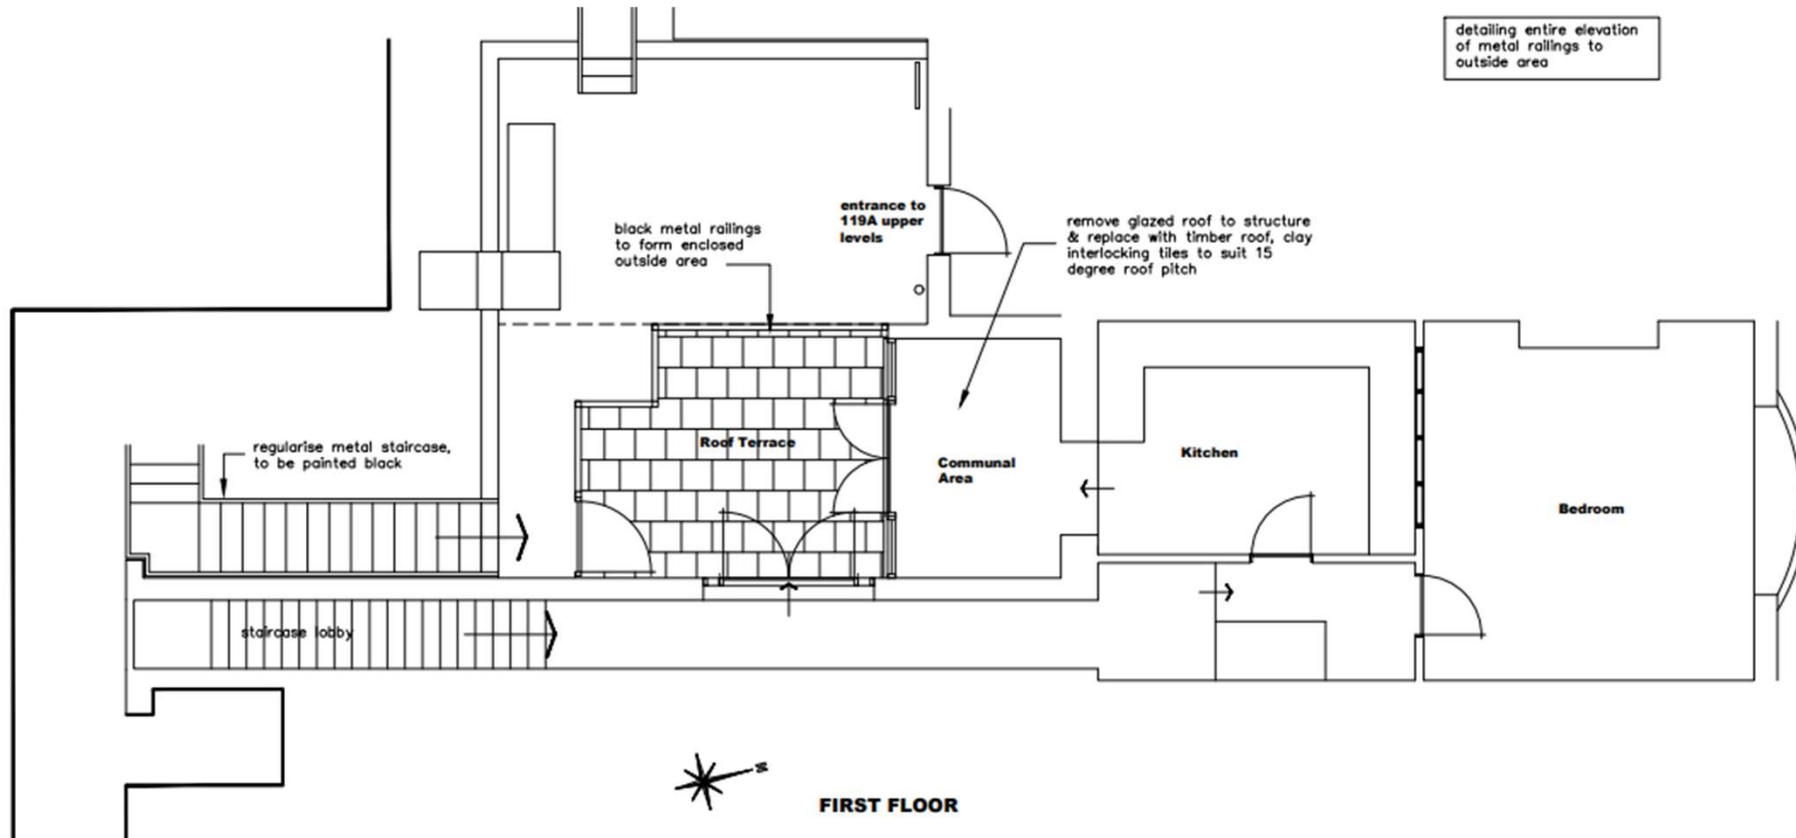 detailing entire elevation
of metal railings to
outside area
entrance to
119A upper
levels
black metal railings
to form enclosed
outside area
remove glazed roof to structure
& replace with timber roof, clay
interlocking tiles to suit 15
degree roof pitch
regularise metal staircase,
to be painted black
Roof Terrace
Communal
Area
Kitchen
Bedroom
staircase lobby
N
FIRST FLOOR